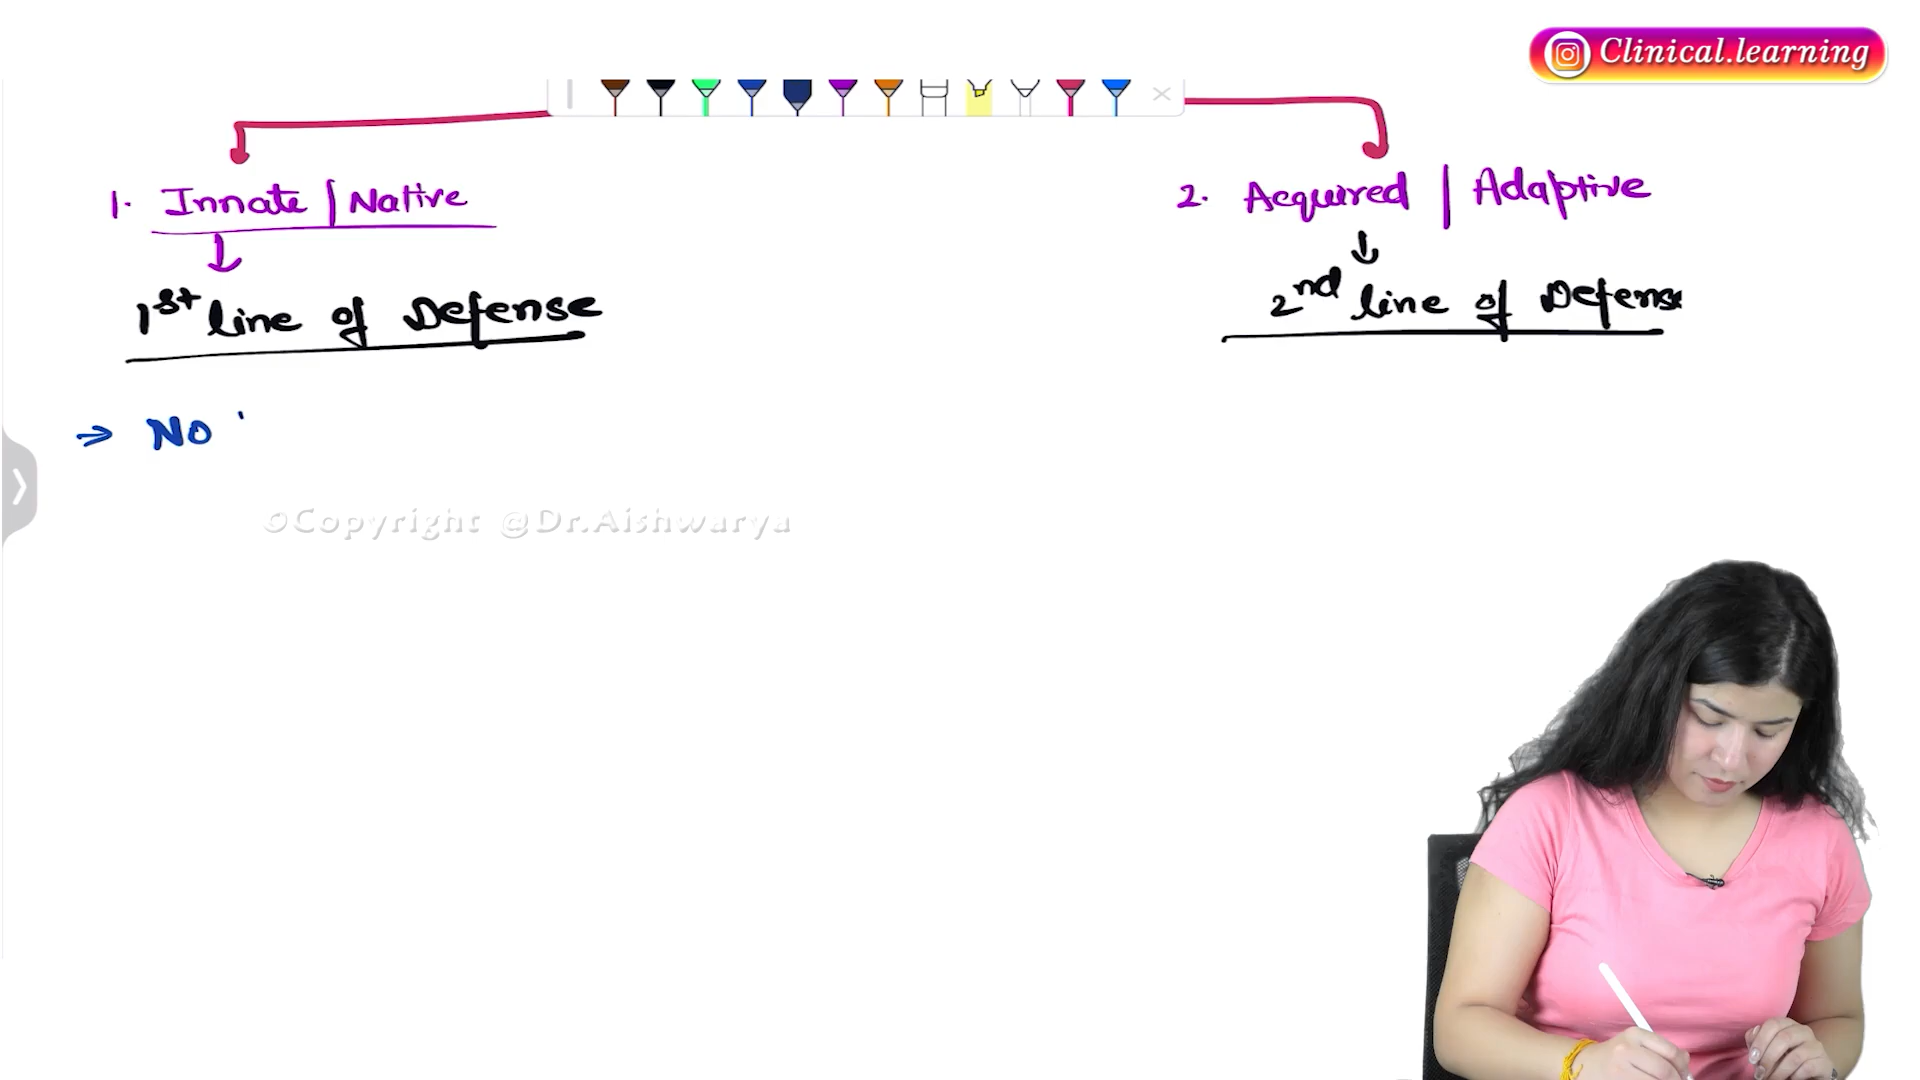 Clinical.learning
1. Innate | Native
2. Acquired | Adaptive
1st line of Defense
2nd line of Defense
⇒ No
©Copyright @Dr.Aishwarya